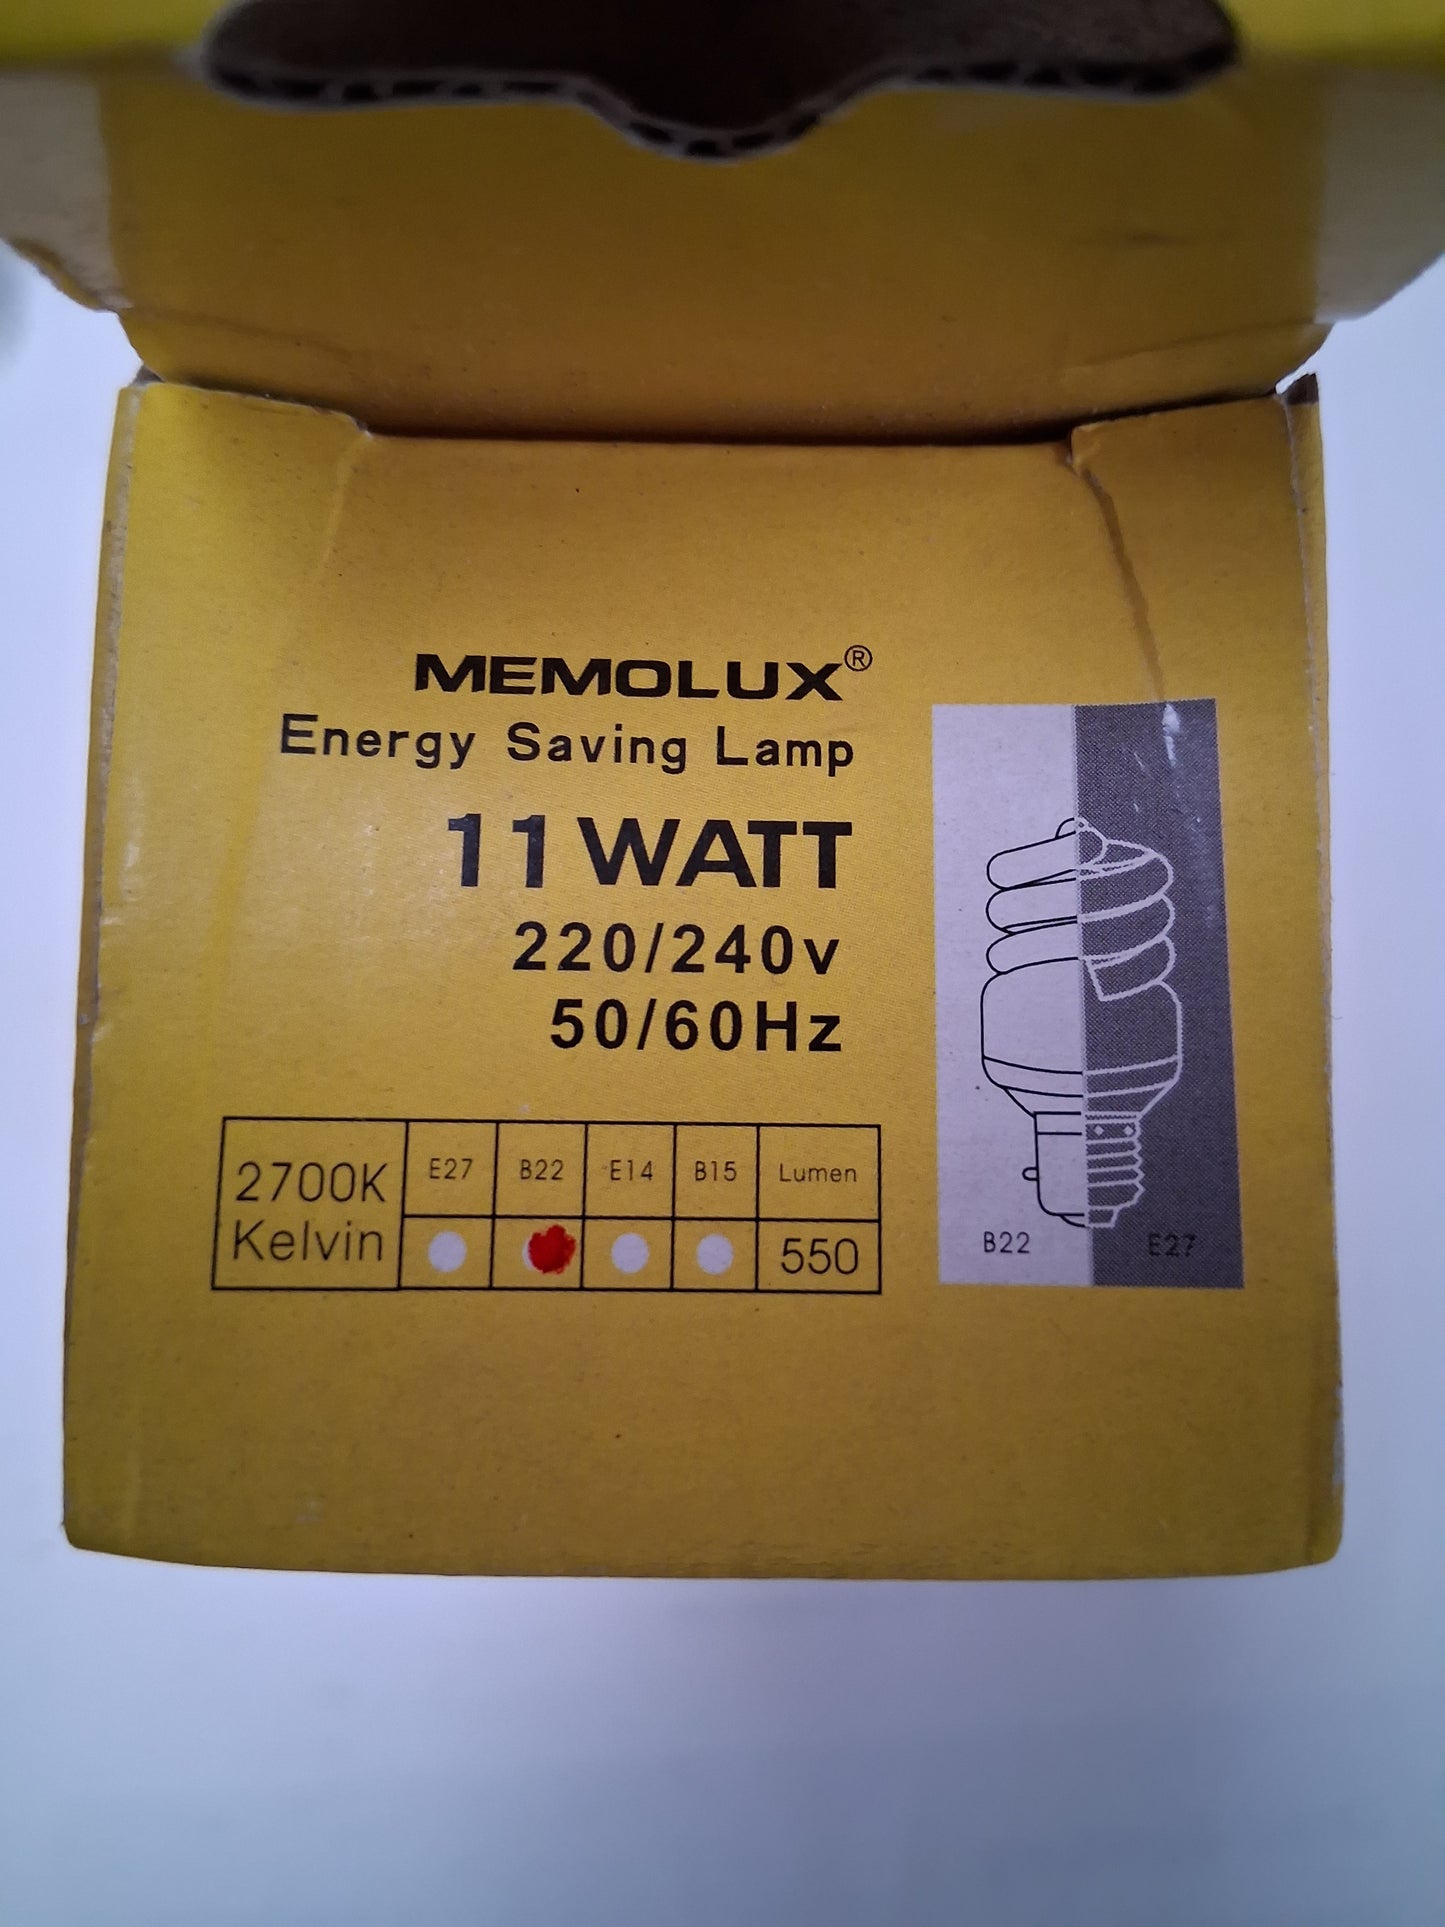 MEMOLUX®
Energy Saving Lamp
11 WATT
220/240v
50/60Hz
2700K Kelvin
E27 B22 E14 B15 Lumen
550
B22 E27